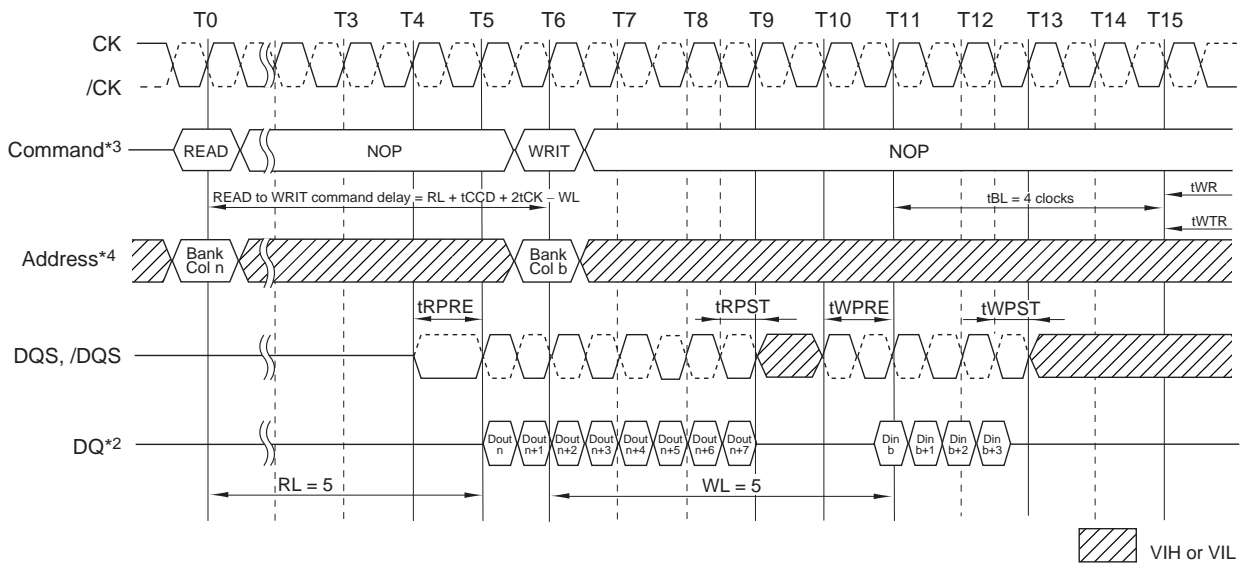 T0 T3 T4 T5 T6 T7 T8 T9 T10 T11 T12 T13 T14 T15
CK
/CK
Command*3 READ NOP WRIT NOP
READ to WRIT command delay = RL + tCCD + 2tCK − WL
tBL = 4 clocks
tWR
tWTR
Address*4
Bank
Col n
Bank
Col b
tRPRE tRPST tWPRE tWPST
DQS, /DQS
DQ*2
Dout
n
Dout
n+1
Dout
n+2
Dout
n+3
Dout
n+4
Dout
n+5
Dout
n+6
Dout
n+7
Din
b
Din
b+1
Din
b+2
Din
b+3
RL = 5 WL = 5
VIH or VIL